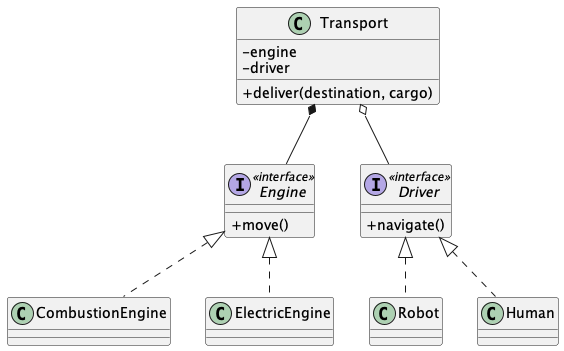 C Transport
-engine
-driver
+deliver(destination, cargo)
I «interface» Engine
+move()
I «interface» Driver
+navigate()
C CombustionEngine
C ElectricEngine
C Robot
C Human